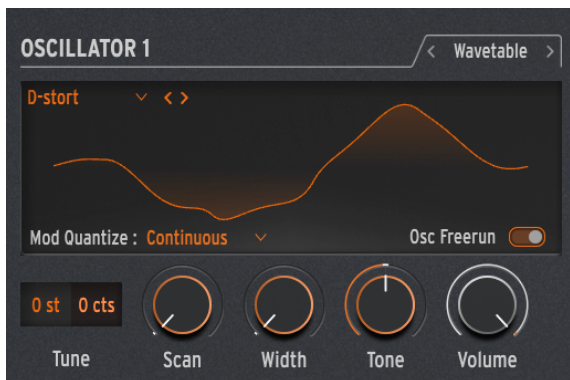 OSCILLATOR 1
< Wavetable >
D-stort < >
Mod Quantize : Continuous
Osc Freerun
0 st 0 cts
Tune Scan Width Tone Volume